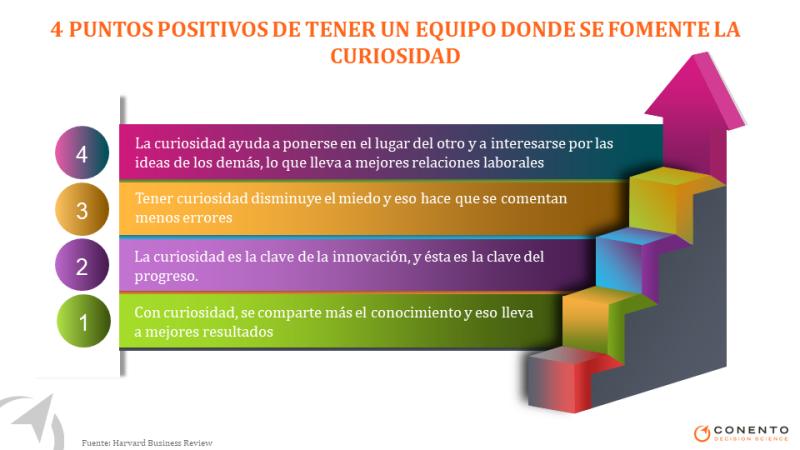 4 PUNTOS POSITIVOS DE TENER UN EQUIPO DONDE SE FOMENTE LA
CURIOSIDAD
4
La curiosidad ayuda a ponerse en el lugar del otro y a interesarse por las
ideas de los demás, lo que lleva a mejores relaciones laborales
3
Tener curiosidad disminuye el miedo y eso hace que se comentan
menos errores
2
La curiosidad es la clave de la innovación, y ésta es la clave del
progreso.
1
Con curiosidad, se comparte más el conocimiento y eso lleva
a mejores resultados
Fuente: Harvard Business Review
CONENTO
DECISION SCIENCE